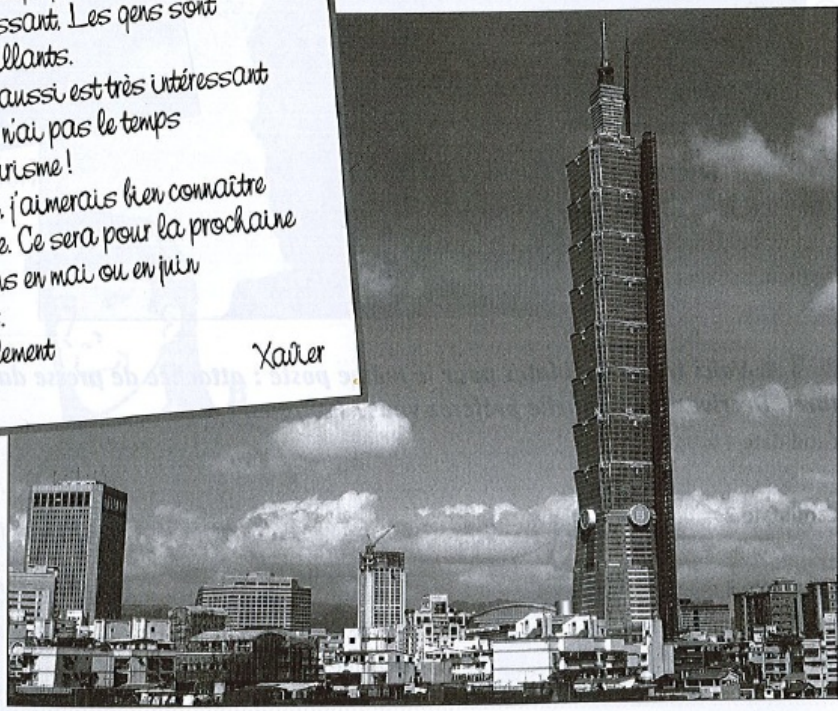 ssant. Les gens sont
llants.
aussi est très intéressant
n'ai pas le temps
urisme!
, j'aimerais bien connaître
e. Ce sera pour la prochaine
s en mai ou en juin
.
lement
Xavier